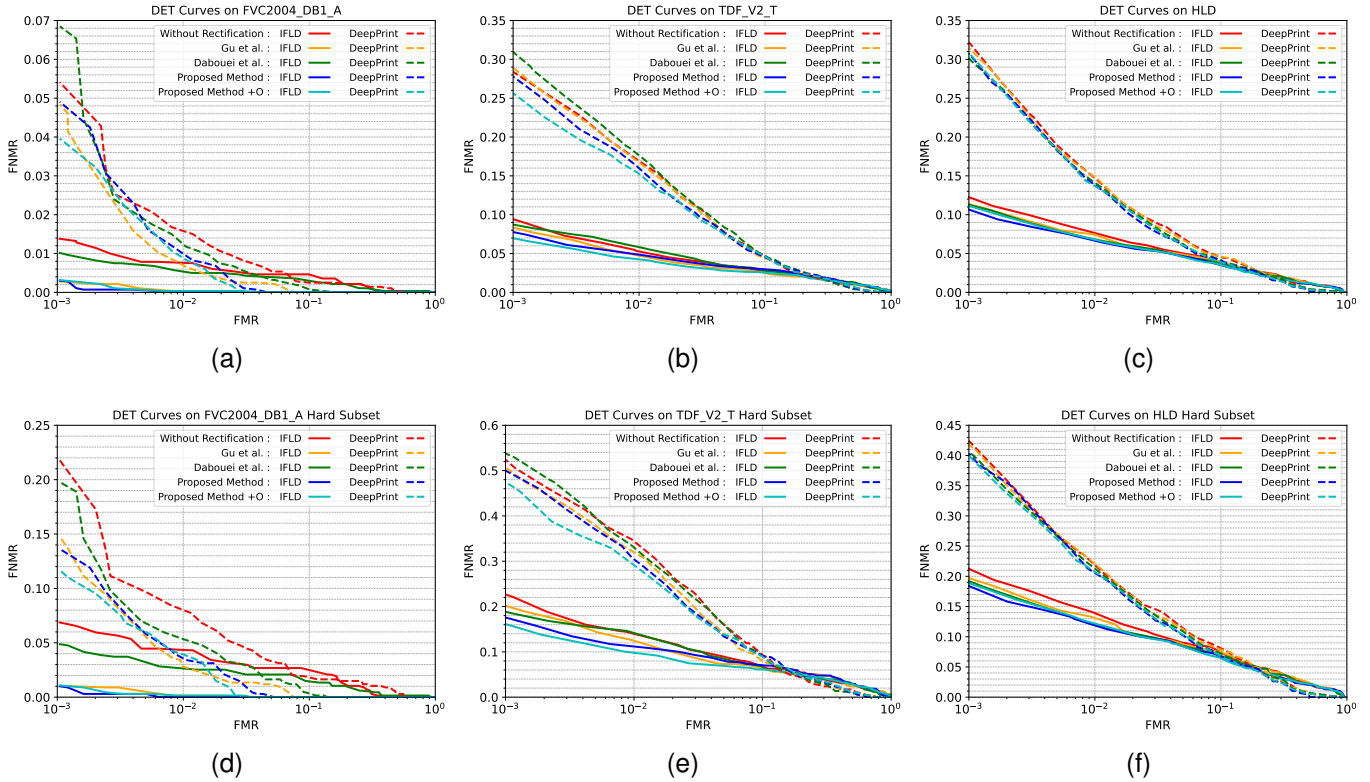 DET Curves on FVC2004_DB1_A
0.07
0.06
0.05
0.04
0.03
0.02
0.01
0.00
FNMR
Without Rectification : IFLD DeepPrint
Gu et al. : IFLD DeepPrint
Dabouei et al. : IFLD DeepPrint
Proposed Method : IFLD DeepPrint
Proposed Method +O : IFLD DeepPrint
10⁻³ 10⁻² 10⁻¹ 10⁰
FMR
(a)
DET Curves on TDF_V2_T
0.35
0.30
0.25
0.20
0.15
0.10
0.05
0.00
FNMR
Without Rectification : IFLD DeepPrint
Gu et al. : IFLD DeepPrint
Dabouei et al. : IFLD DeepPrint
Proposed Method : IFLD DeepPrint
Proposed Method +O : IFLD DeepPrint
10⁻³ 10⁻² 10⁻¹ 10⁰
FMR
(b)
DET Curves on HLD
0.35
0.30
0.25
0.20
0.15
0.10
0.05
0.00
FNMR
Without Rectification : IFLD DeepPrint
Gu et al. : IFLD DeepPrint
Dabouei et al. : IFLD DeepPrint
Proposed Method : IFLD DeepPrint
Proposed Method +O : IFLD DeepPrint
10⁻³ 10⁻² 10⁻¹ 10⁰
FMR
(c)
DET Curves on FVC2004_DB1_A Hard Subset
0.25
0.20
0.15
0.10
0.05
0.00
FNMR
Without Rectification : IFLD DeepPrint
Gu et al. : IFLD DeepPrint
Dabouei et al. : IFLD DeepPrint
Proposed Method : IFLD DeepPrint
Proposed Method +O : IFLD DeepPrint
10⁻³ 10⁻² 10⁻¹ 10⁰
FMR
(d)
DET Curves on TDF_V2_T Hard Subset
0.6
0.5
0.4
0.3
0.2
0.1
0.0
FNMR
Without Rectification : IFLD DeepPrint
Gu et al. : IFLD DeepPrint
Dabouei et al. : IFLD DeepPrint
Proposed Method : IFLD DeepPrint
Proposed Method +O : IFLD DeepPrint
10⁻³ 10⁻² 10⁻¹ 10⁰
FMR
(e)
DET Curves on HLD Hard Subset
0.45
0.40
0.35
0.30
0.25
0.20
0.15
0.10
0.05
0.00
FNMR
Without Rectification : IFLD DeepPrint
Gu et al. : IFLD DeepPrint
Dabouei et al. : IFLD DeepPrint
Proposed Method : IFLD DeepPrint
Proposed Method +O : IFLD DeepPrint
10⁻³ 10⁻² 10⁻¹ 10⁰
FMR
(f)